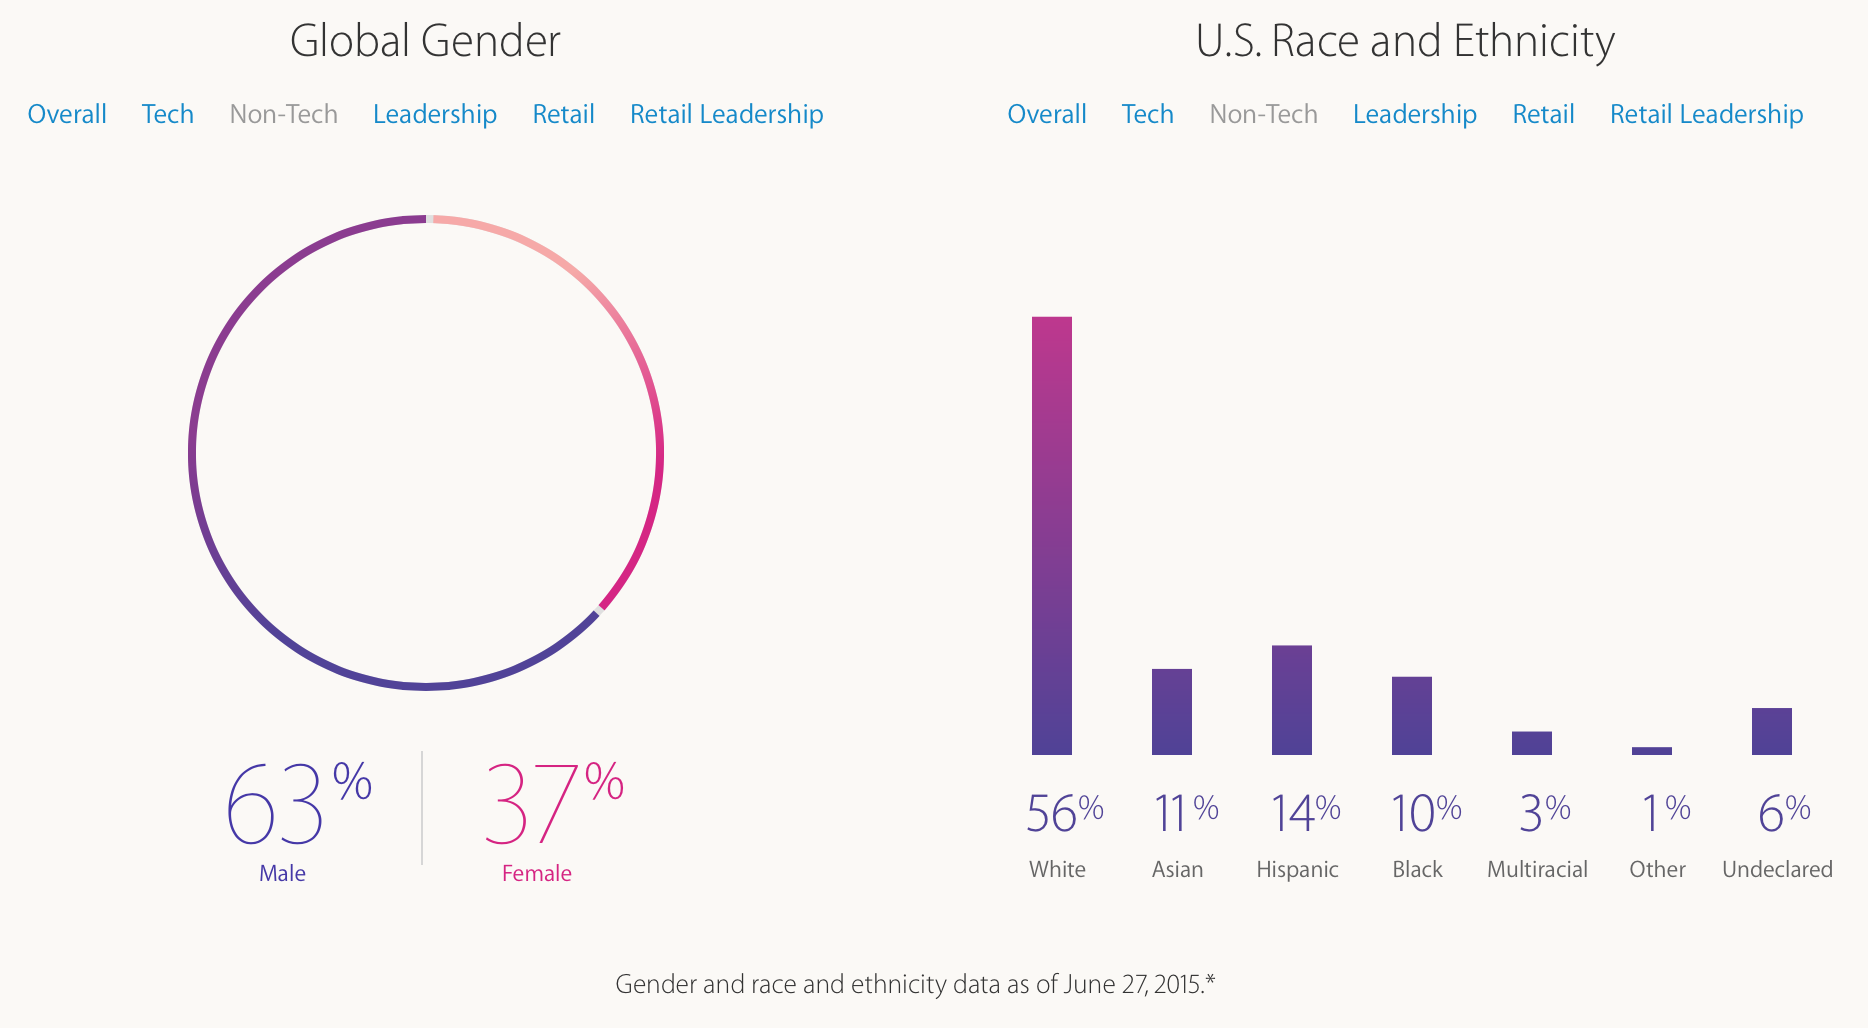 Global Gender
Overall Tech Non-Tech Leadership Retail Retail Leadership
63%
Male
37%
Female
U.S. Race and Ethnicity
Overall Tech Non-Tech Leadership Retail Retail Leadership
56% 11% 14% 10% 3% 1% 6%
White Asian Hispanic Black Multiracial Other Undeclared
Gender and race and ethnicity data as of June 27, 2015.*